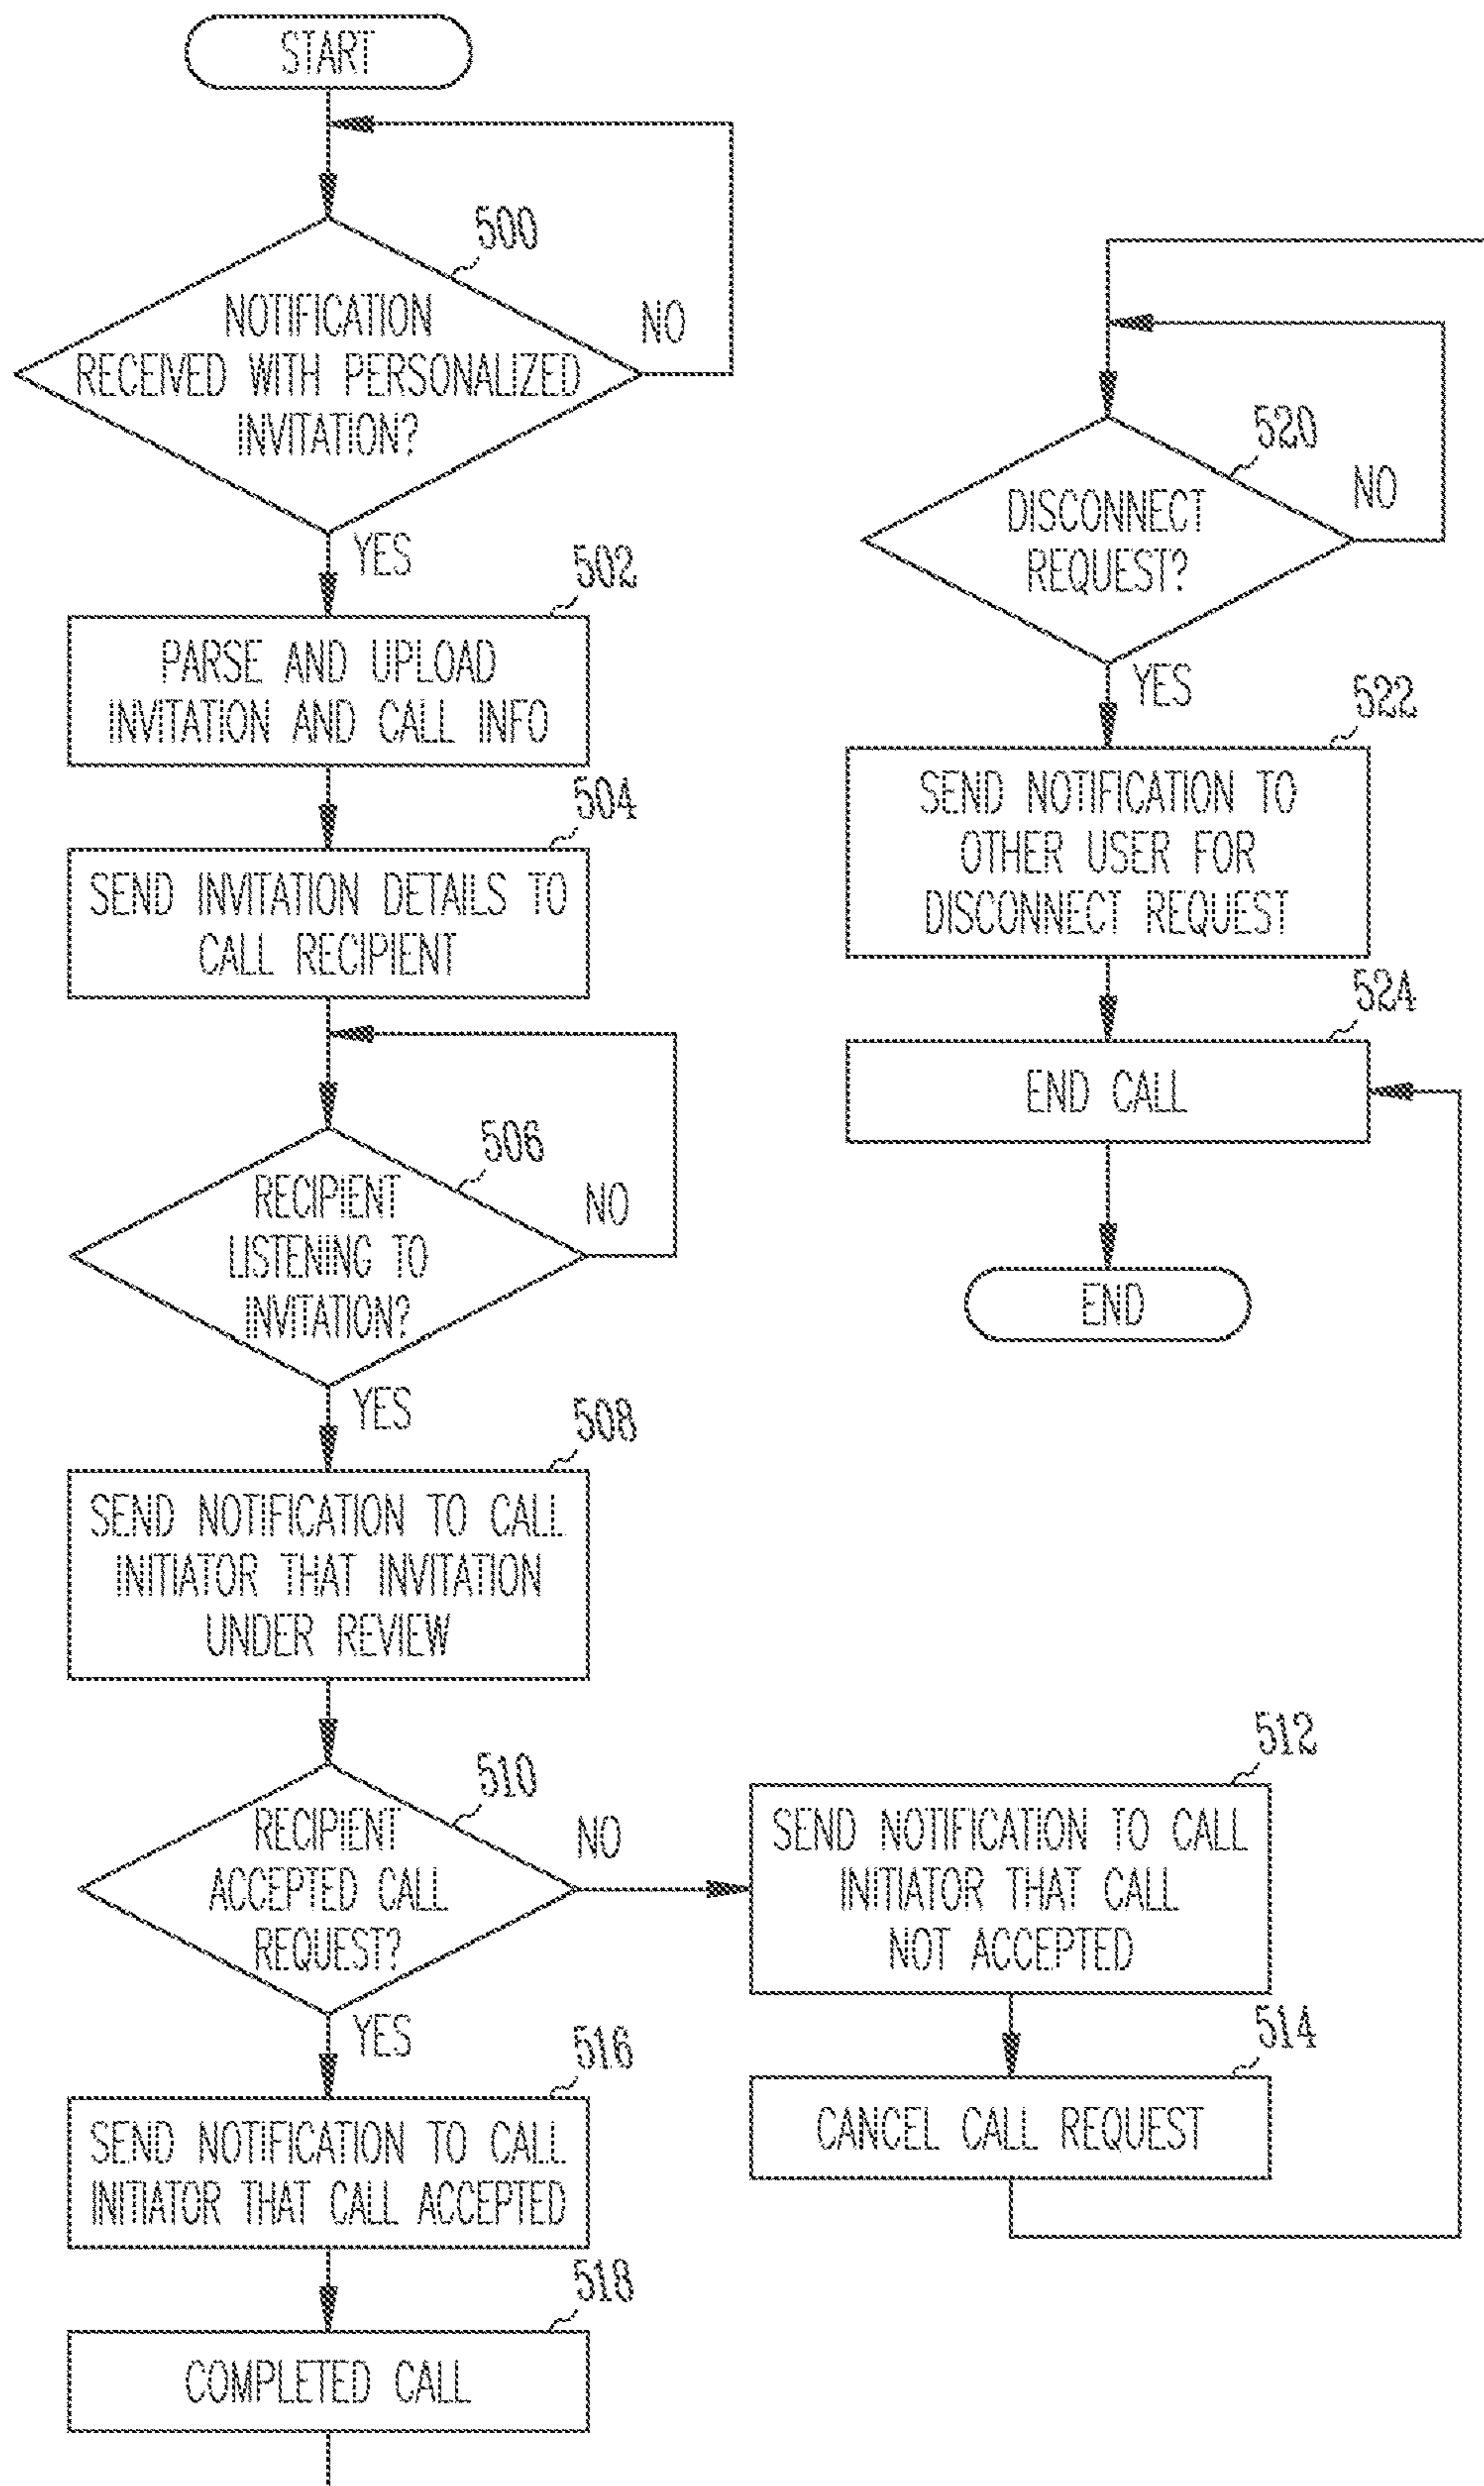 START
500
NOTIFICATION
RECEIVED WITH PERSONALIZED
INVITATION?
NO
YES
502
PARSE AND UPLOAD
INVITATION AND CALL INFO
504
SEND INVITATION DETAILS TO
CALL RECIPIENT
506
RECIPIENT
LISTENING TO
INVITATION?
NO
YES
508
SEND NOTIFICATION TO CALL
INITIATOR THAT INVITATION
UNDER REVIEW
510
RECIPIENT
ACCEPTED CALL
REQUEST?
NO
YES
512
SEND NOTIFICATION TO CALL
INITIATOR THAT CALL
NOT ACCEPTED
514
CANCEL CALL REQUEST
516
SEND NOTIFICATION TO CALL
INITIATOR THAT CALL ACCEPTED
518
COMPLETED CALL
520
DISCONNECT
REQUEST?
NO
YES
522
SEND NOTIFICATION TO
OTHER USER FOR
DISCONNECT REQUEST
524
END CALL
END